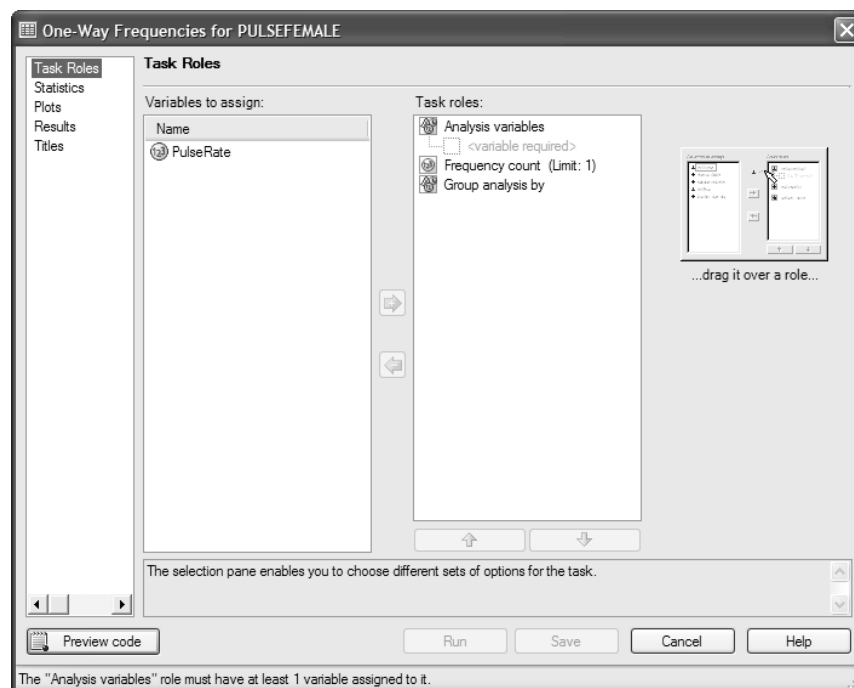 One-Way Frequencies for PULSEFEMALE
Task Roles
Statistics
Plots
Results
Titles
Task Roles
Variables to assign:
Name
PulseRate
Task roles:
Analysis variables
<variable required>
Frequency count (Limit: 1)
Group analysis by
...drag it over a role...
The selection pane enables you to choose different sets of options for the task.
Preview code
Run
Save
Cancel
Help
The "Analysis variables" role must have at least 1 variable assigned to it.